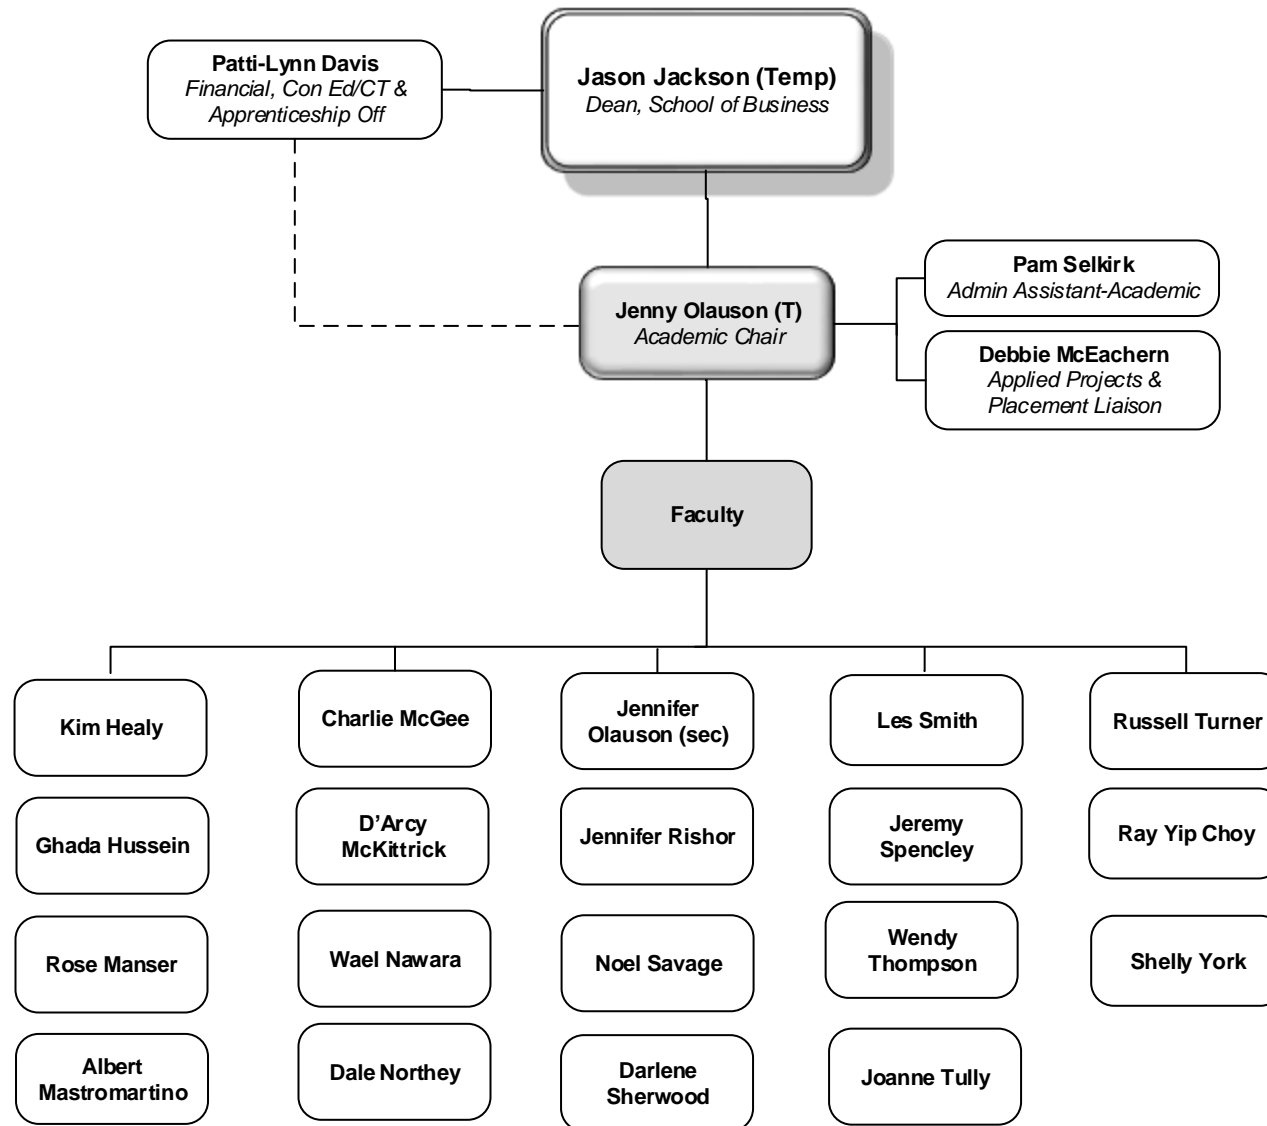 Patti-Lynn Davis
Financial, Con Ed/CT &
Apprenticeship Off
Jason Jackson (Temp)
Dean, School of Business
Jenny Olauson (T)
Academic Chair
Pam Selkirk
Admin Assistant-Academic
Debbie McEachern
Applied Projects &
Placement Liaison
Faculty
Kim Healy
Charlie McGee
Jennifer
Olauson (sec)
Les Smith
Russell Turner
Ghada Hussein
D’Arcy
McKittrick
Jennifer Rishor
Jeremy
Spencley
Ray Yip Choy
Rose Manser
Wael Nawara
Noel Savage
Wendy
Thompson
Shelly York
Albert
Mastromartino
Dale Northey
Darlene
Sherwood
Joanne Tully